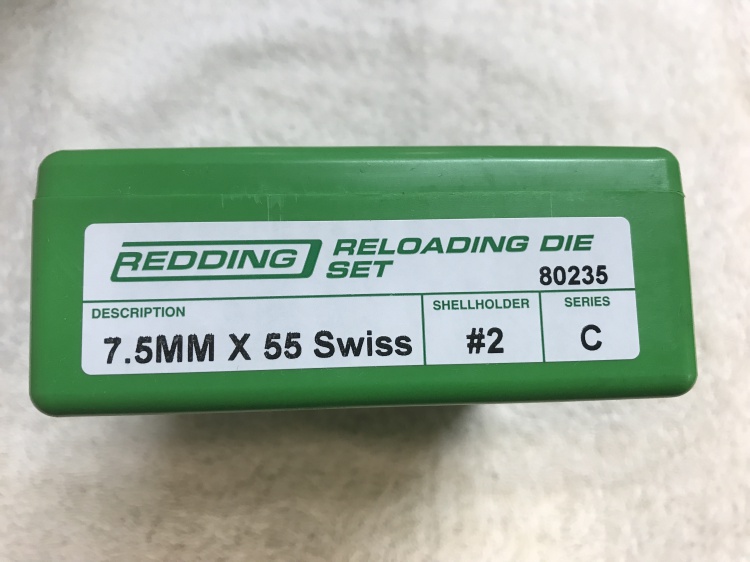 REDDING RELOADING DIE
SET 80235
DESCRIPTION SHELLHOLDER SERIES
7.5MM X 55 Swiss #2 C